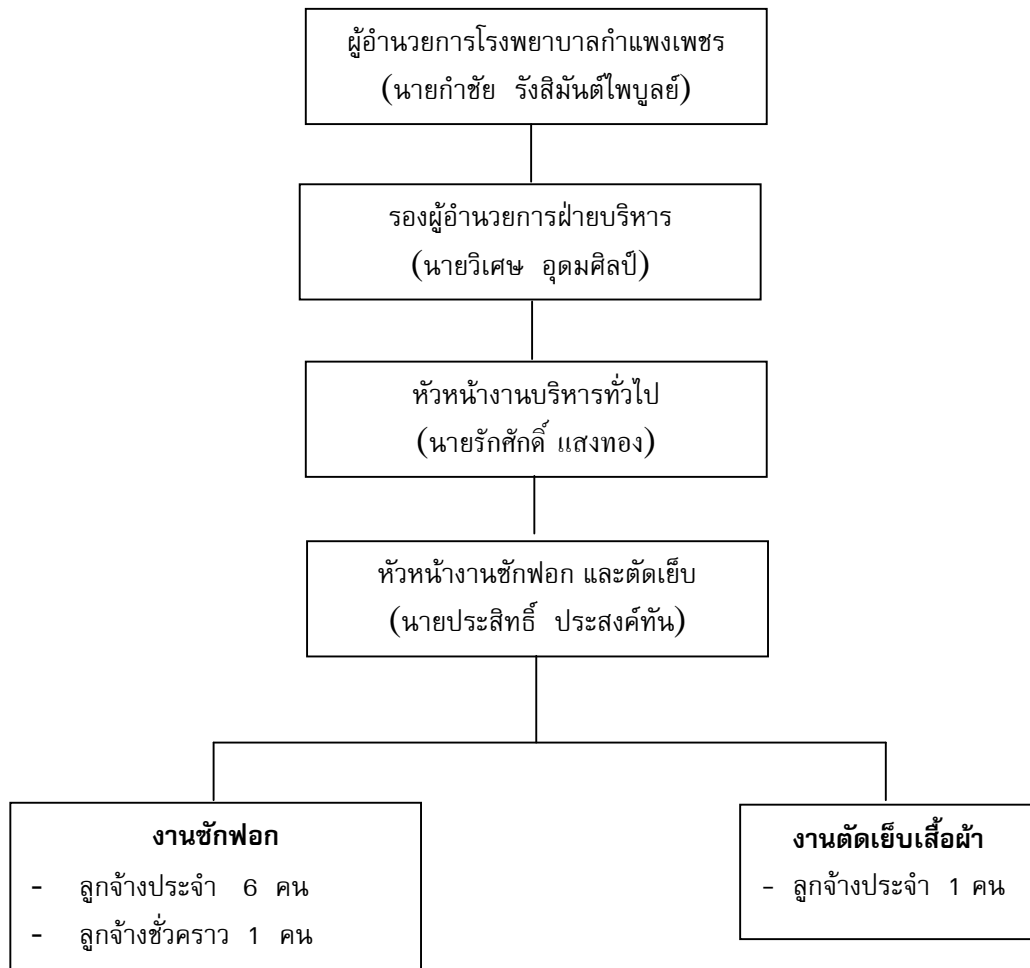 ผู้อำนวยการโรงพยาบาลกำแพงเพชร
(นายกำชัย รังสิมันต์ไพบูลย์)
รองผู้อำนวยการฝ่ายบริหาร
(นายวิเศษ อุดมศิลป์)
หัวหน้างานบริหารทั่วไป
(นายรักศักดิ์ แสงทอง)
หัวหน้างานซักฟอก และตัดเย็บ
(นายประสิทธิ์ ประสงค์ทัน)
งานซักฟอก
- ลูกจ้างประจำ 6 คน
- ลูกจ้างชั่วคราว 1 คน
งานตัดเย็บเสื้อผ้า
- ลูกจ้างประจำ 1 คน